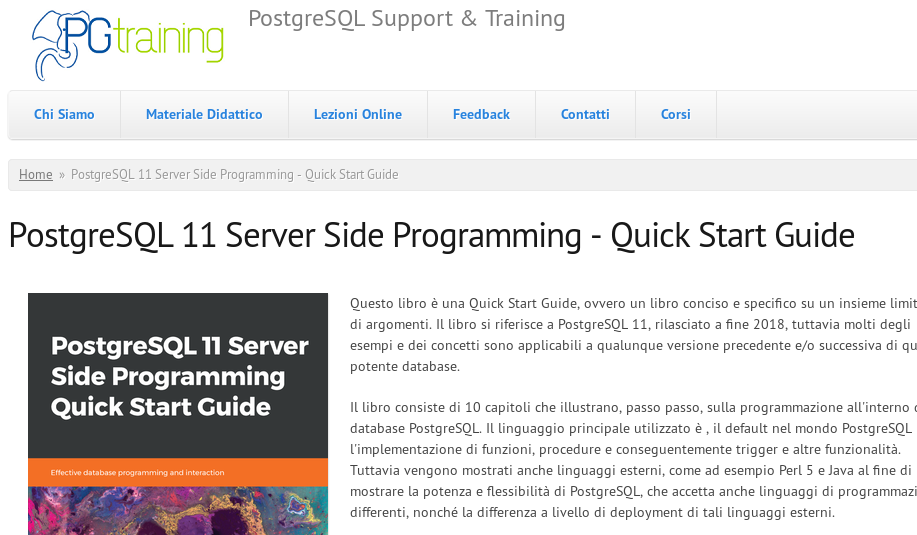 PGtraining
PostgreSQL Support & Training
Chi Siamo
Materiale Didattico
Lezioni Online
Feedback
Contatti
Corsi
Home » PostgreSQL 11 Server Side Programming - Quick Start Guide
PostgreSQL 11 Server Side Programming - Quick Start Guide
PostgreSQL 11 Server
Side Programming
Quick Start Guide
Effective database programming and interaction
Questo libro è una Quick Start Guide, ovvero un libro conciso e specifico su un insieme limit
di argomenti. Il libro si riferisce a PostgreSQL 11, rilasciato a fine 2018, tuttavia molti degli
esempi e dei concetti sono applicabili a qualunque versione precedente e/o successiva di qu
potente database.
Il libro consiste di 10 capitoli che illustrano, passo passo, sulla programmazione all'interno
database PostgreSQL. Il linguaggio principale utilizzato è , il default nel mondo PostgreSQL
l'implementazione di funzioni, procedure e conseguentemente trigger e altre funzionalità.
Tuttavia vengono mostrati anche linguaggi esterni, come ad esempio Perl 5 e Java al fine di
mostrare la potenza e flessibilità di PostgreSQL, che accetta anche linguaggi di programmazi
differenti, nonché la differenza a livello di deployment di tali linguaggi esterni.